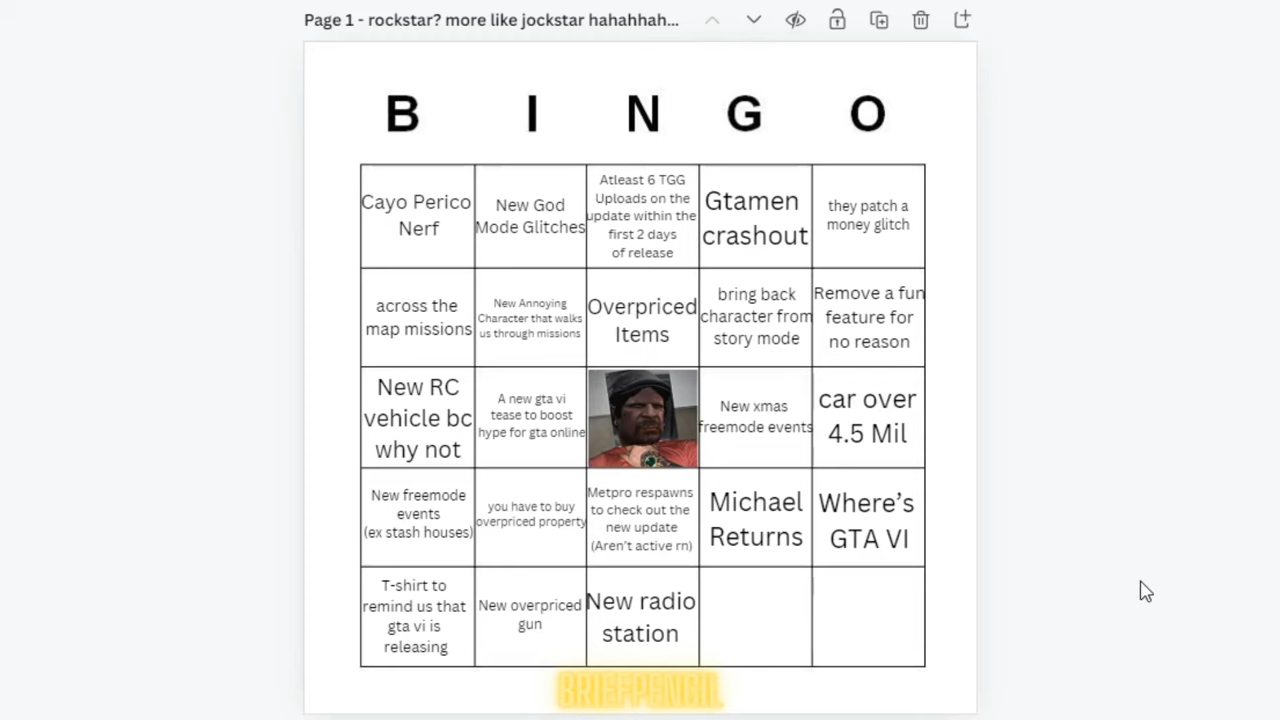 Page 1 - rockstar? more like jockstar hahahhah...
B I N G O
Cayo Perico
Nerf
New God
Mode Glitches
Atleast 6 TGG
Uploads on the
update within the
first 2 days
of release
Gtamen
crashout
they patch a
money glitch
across the
map missions
New Annoying
Character that walks
us through missions
Overpriced
Items
bring back
character from
story mode
Remove a fun
feature for
no reason
New RC
vehicle bc
why not
A new gta vi
tease to boost
hype for gta online
New xmas
freemode events
car over
4.5 Mil
New freemode
events
(ex stash houses)
you have to buy
overpriced property
Metpro respawns
to check out the
new update
(Aren't active rn)
Michael
Returns
Where's
GTA VI
T-shirt to
remind us that
gta vi is
releasing
New overpriced
gun
New radio
station
BRIEFPENGIL